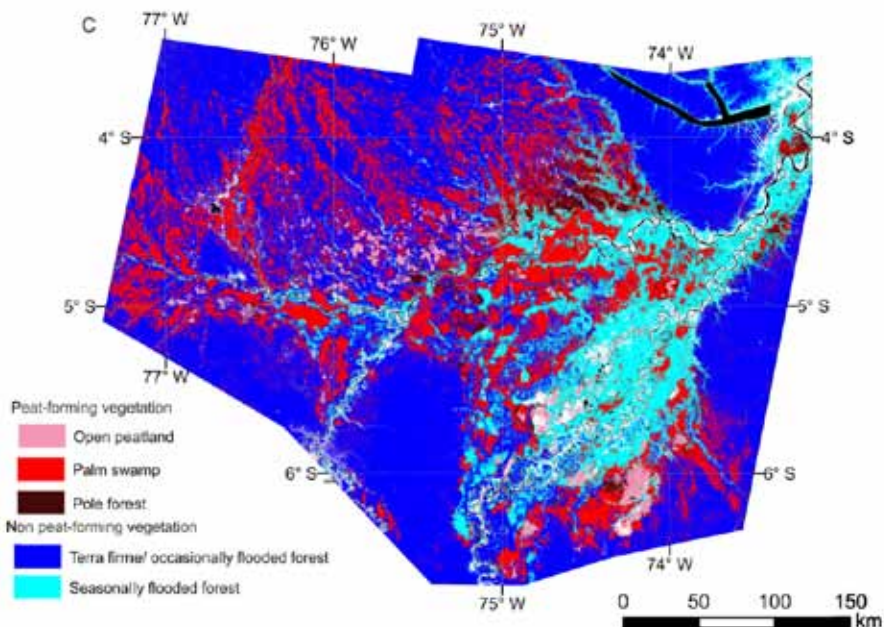 C
77° W
76° W
75° W
74° W
4° S
4° S
5° S
5° S
77° W
Peat-forming vegetation
Open peatland
Palm swamp
6° S
6° S
Pole forest
Non peat-forming vegetation
Terra firme/ occasionally flooded forest
74° W
Seasonally flooded forest
75° W
0 50 100 150
km